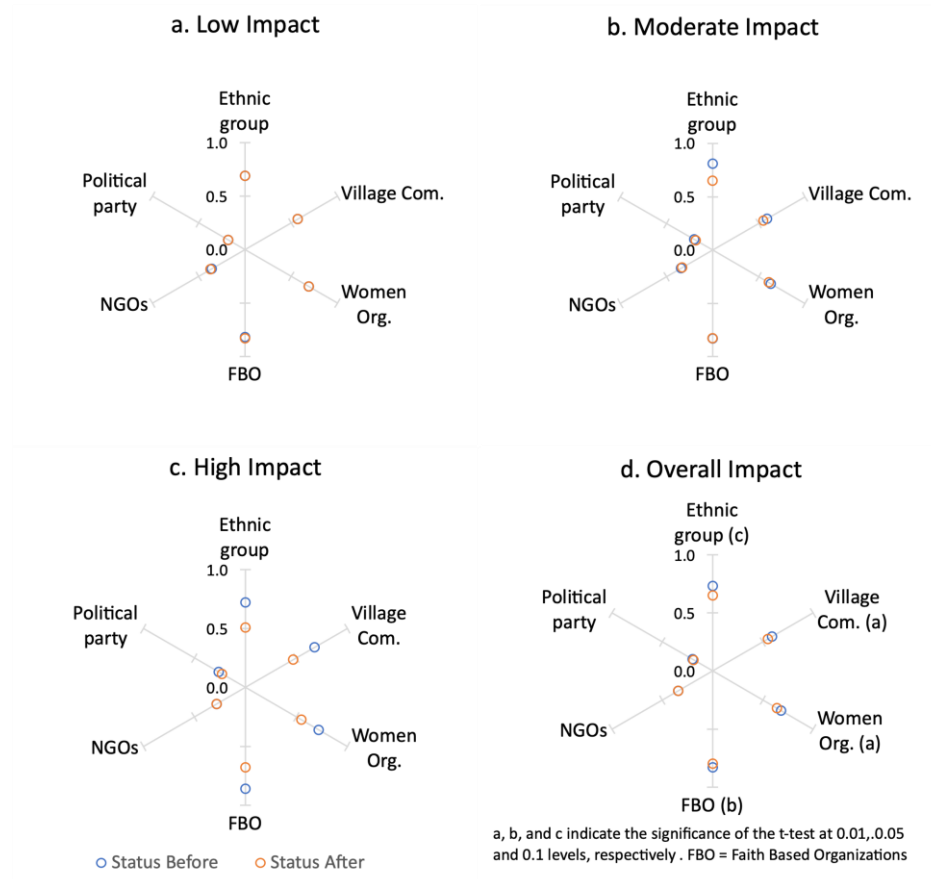 a. Low Impact
Ethnic
group
1.0
Political
party
0.5
Village Com.
0.0
NGOs
Women
Org.
FBO
b. Moderate Impact
Ethnic
group
1.0
Political
party
0.5
Village Com.
0.0
NGOs
Women
Org.
FBO
c. High Impact
Ethnic
group
1.0
Political
party
0.5
Village
Com.
0.0
NGOs
Women
Org.
FBO
Status Before
Status After
d. Overall Impact
Ethnic
group (c)
1.0
Political
party
0.5
Village
Com. (a)
0.0
NGOs
Women
Org. (a)
FBO (b)
a, b, and c indicate the significance of the t-test at 0.01,.0.05
and 0.1 levels, respectively . FBO = Faith Based Organizations